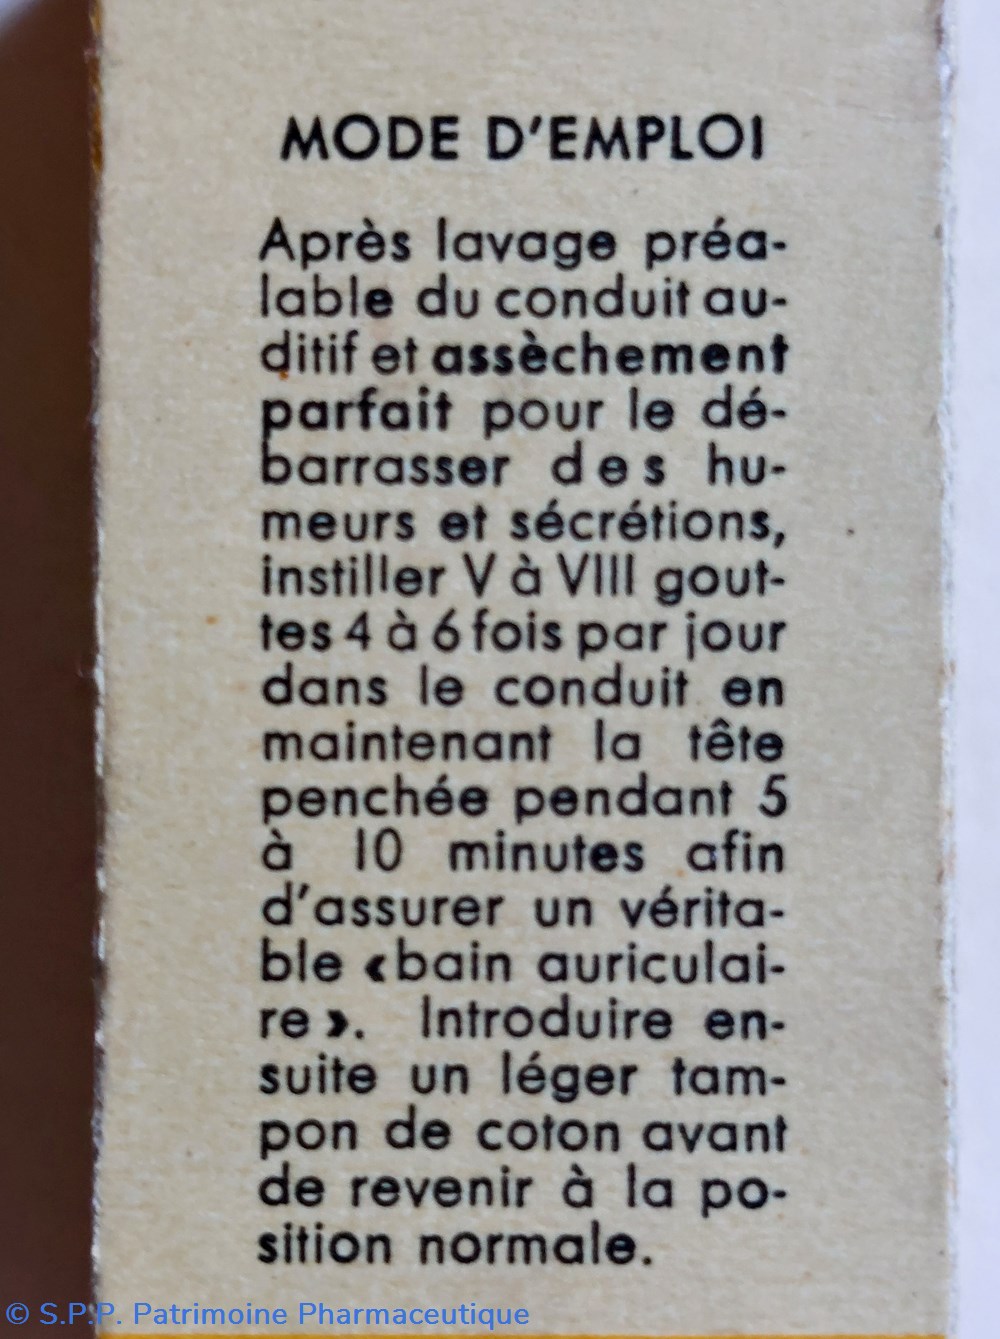 MODE D'EMPLOI
Après lavage préa-
lable du conduit au-
ditif et assèchement
parfait pour le dé-
barrasser des hu-
meurs et sécrétions,
instiller V à VIII gout-
tes 4 à 6 fois par jour
dans le conduit en
maintenant la tête
penchée pendant 5
à 10 minutes afin
d'assurer un vérita-
ble «bain auriculai-
re». Introduire en-
suite un léger tam-
pon de coton avant
de revenir à la po-
sition normale.
© S.P.P. Patrimoine Pharmaceutique